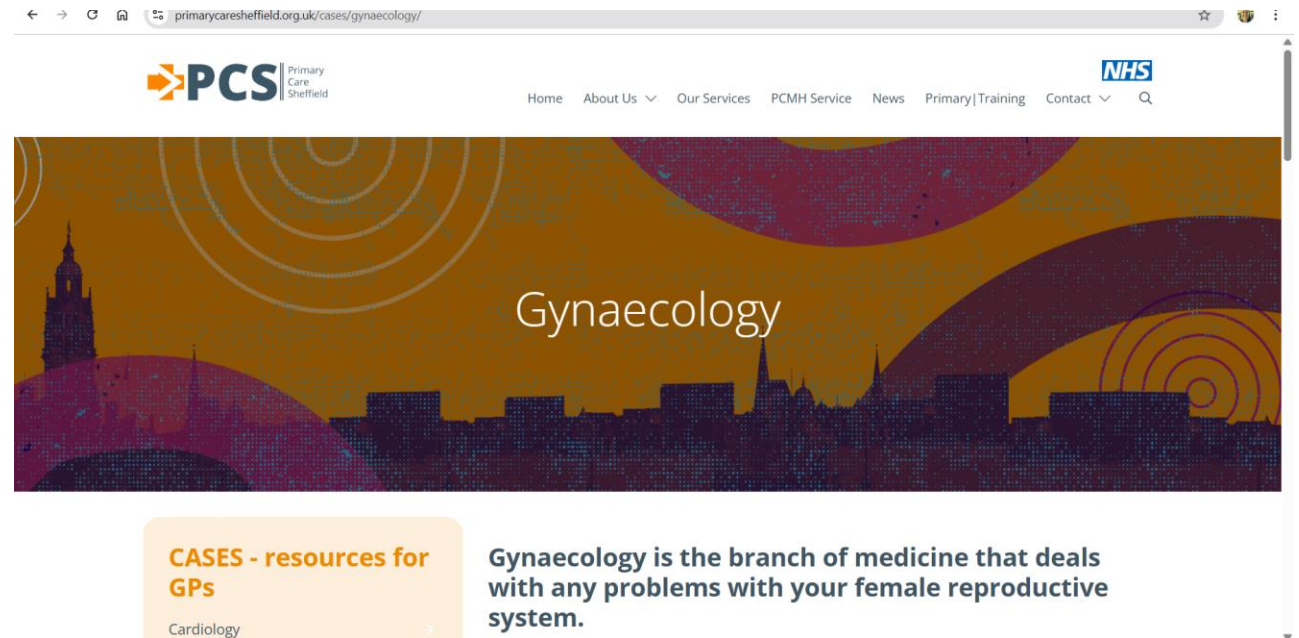 primarycaresheffield.org.uk/cases/gynaecology/
PCS
Primary
Care
Sheffield
NHS
Home About Us Our Services PCMH Service News Primary|Training Contact
Gynaecology
CASES - resources for
GPs
Cardiology
Gynaecology is the branch of medicine that deals
with any problems with your female reproductive
system.